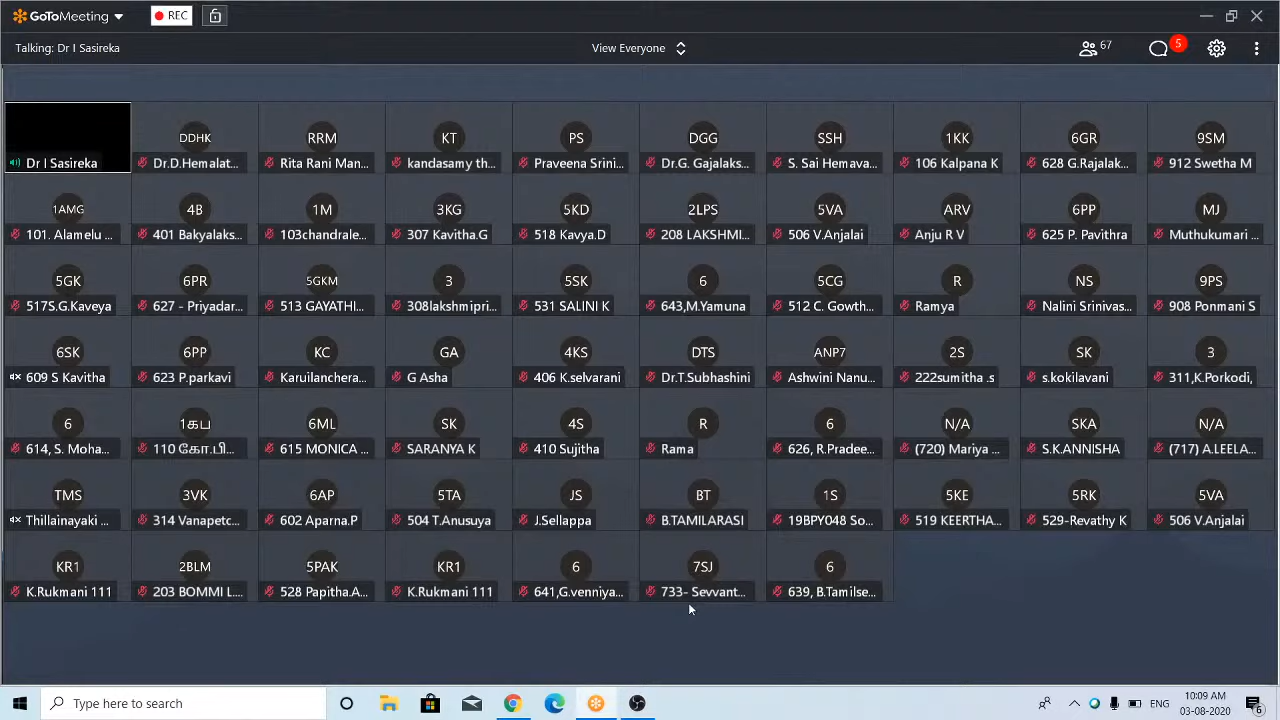 GoToMeeting REC
Talking: Dr I Sasireka View Everyone 67 5
DDHK RRM KT PS DGG SSH 1KK 6GR 9SM
Dr I Sasireka Dr.D.Hemalat... Rita Rani Man... kandasamy th... Praveena Srini... Dr.G. Gajalaks... S. Sai Hemava... 106 Kalpana K 628 G.Rajalak... 912 Swetha M
1AMG 4B 1M 3KG 5KD 2LPS 5VA ARV 6PP MJ
101. Alamelu ... 401 Bakyalaks... 103chandrale... 307 Kavitha.G 518 Kavya.D 208 LAKSHMI... 506 V.Anjalai Anju R V 625 P. Pavithra Muthukumari ...
5GK 6PR 5GKM 3 5SK 6 5CG R NS 9PS
517S.G.Kaveya 627 - Priyadar... 513 GAYATHI... 308lakshmipri... 531 SALINI K 643,M.Yamuna 512 C. Gowth... Ramya Nalini Srinivas... 908 Ponmani S
6SK 6PP KC GA 4KS DTS ANP7 2S SK 3
609 S Kavitha 623 P.parkavi Karuilanchera... G Asha 406 K.selvarani Dr.T.Subhashini Ashwini Nanu... 222sumitha .s s.kokilavani 311,K.Porkodi,
6 1கப 6ML SK 4S R 6 N/A SKA N/A
614, S. Moha... 110 கோ.பி... 615 MONICA ... SARANYA K 410 Sujitha Rama 626, R.Pradee... (720) Mariya ... S.K.ANNISHA (717) A.LEELA...
TMS 3VK 6AP 5TA JS BT 1S 5KE 5RK 5VA
Thillainayaki ... 314 Vanapetc... 602 Aparna.P 504 T.Anusuya J.Sellappa B.TAMILARASI 19BPY048 So... 519 KEERTHA... 529-Revathy K 506 V.Anjalai
KR1 2BLM 5PAK KR1 6 7SJ 6
K.Rukmani 111 203 BOMMI L... 528 Papitha.A... K.Rukmani 111 641,G.venniya... 733- Sevvant... 639, B.Tamilse...
Type here to search ENG 10:09 AM
03-08-2020 6